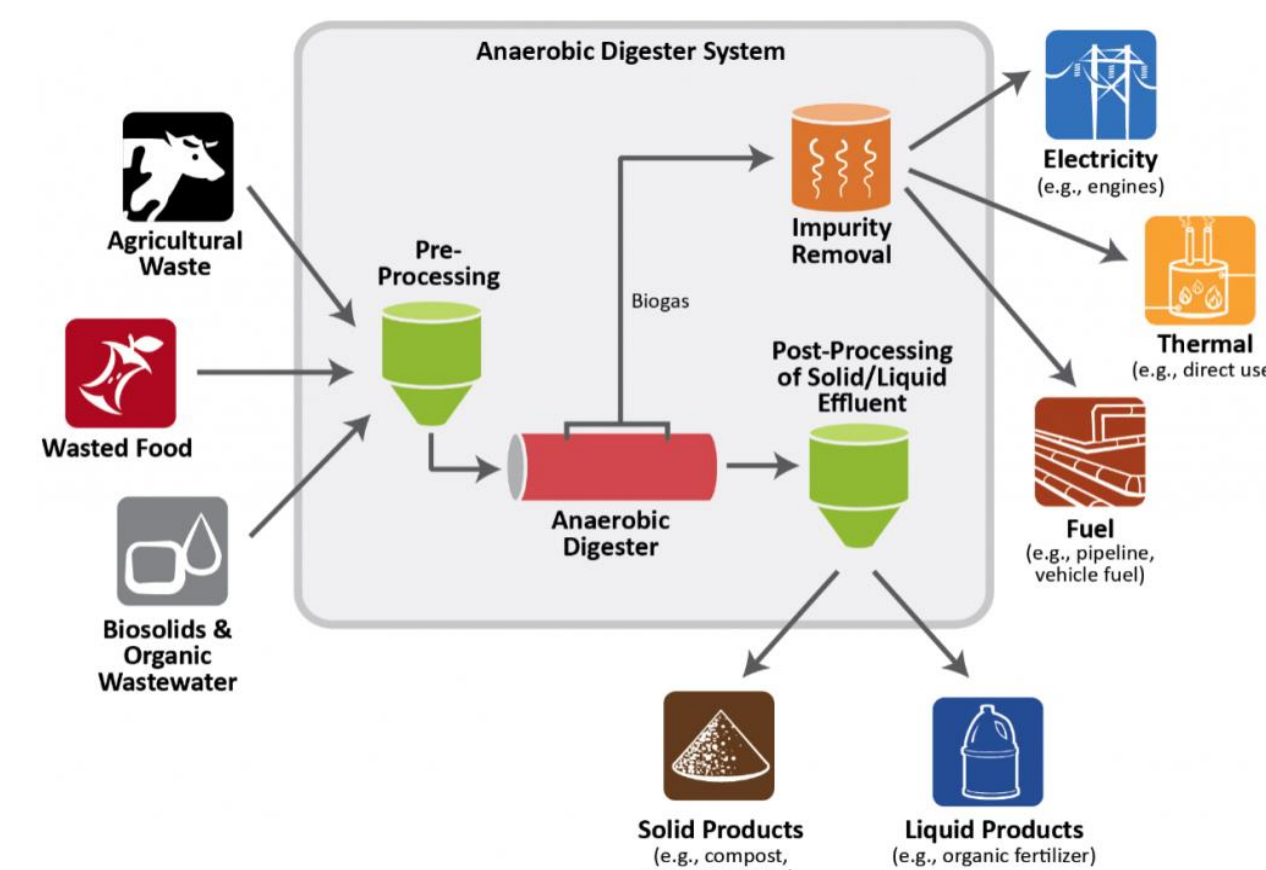 Anaerobic Digester System
Agricultural
Waste
Wasted Food
Biosolids &
Organic
Wastewater
Pre-
Processing
Biogas
Anaerobic
Digester
Impurity
Removal
Post-Processing
of Solid/Liquid
Effluent
Electricity
(e.g., engines)
Thermal
(e.g., direct use
Fuel
(e.g., pipeline,
vehicle fuel)
Solid Products
(e.g., compost,
Liquid Products
(e.g., organic fertilizer)